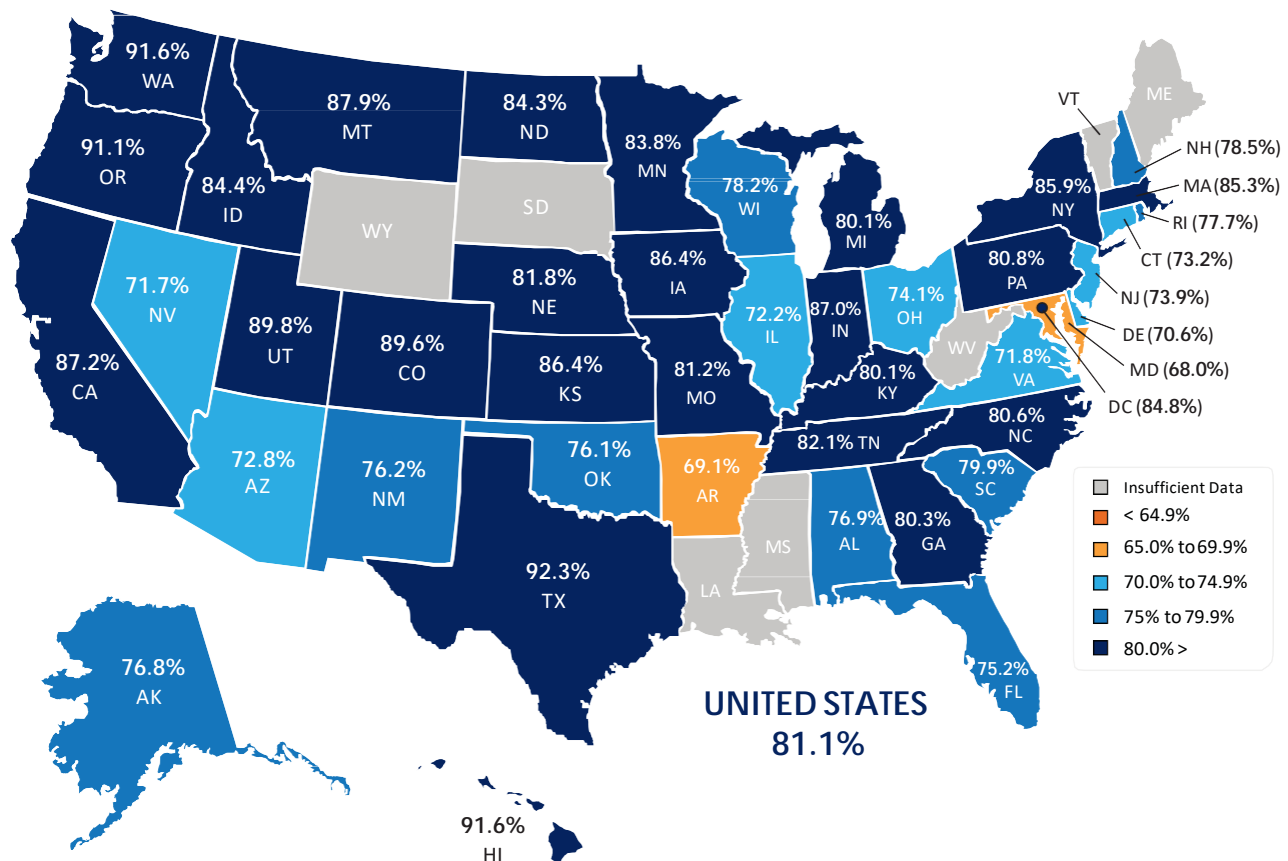 91.6%
WA
91.1%
OR
84.4%
ID
87.9%
MT
84.3%
ND
83.8%
MN
78.2%
WI
80.1%
MI
VT
ME
NH (78.5%)
MA (85.3%)
RI (77.7%)
CT (73.2%)
NJ (73.9%)
DE (70.6%)
MD (68.0%)
DC (84.8%)
85.9%
NY
80.8%
PA
WY
SD
81.8%
NE
86.4%
IA
72.2%
IL
87.0%
IN
74.1%
OH
WV
71.8%
VA
87.2%
CA
71.7%
NV
89.8%
UT
89.6%
CO
86.4%
KS
81.2%
MO
80.1%
KY
80.6%
NC
82.1% TN
72.8%
AZ
76.2%
NM
76.1%
OK
69.1%
AR
79.9%
SC
MS
76.9%
AL
80.3%
GA
LA
92.3%
TX
75.2%
FL
76.8%
AK
91.6%
HI
UNITED STATES
81.1%
Insufficient Data
< 64.9%
65.0% to 69.9%
70.0% to 74.9%
75% to 79.9%
80.0% >